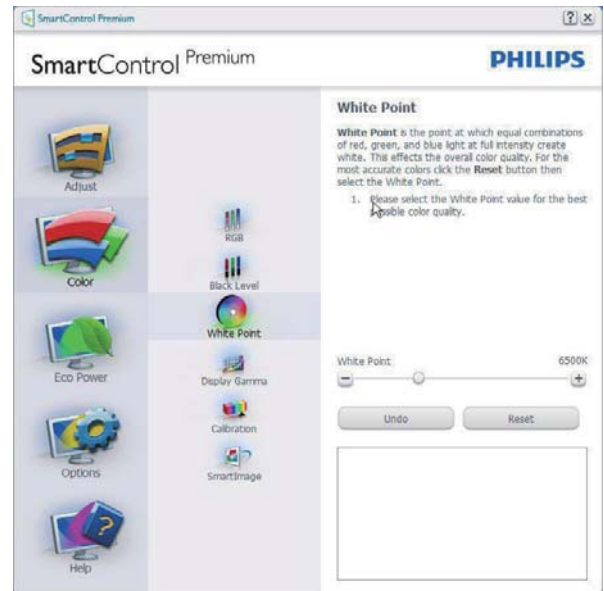 SmartControl Premium
? x
SmartControl Premium
PHILIPS
Adjust
Color
Eco Power
Options
Help
RGB
Black Level
White Point
Display Gamma
Calibration
SmartImage
White Point
White Point is the point at which equal combinations
of red, green, and blue light at full intensity create
white. This effects the overall color quality. For the
most accurate colors click the Reset button then
select the White Point.
1. Please select the White Point value for the best
possible color quality.
White Point 6500K
Undo Reset